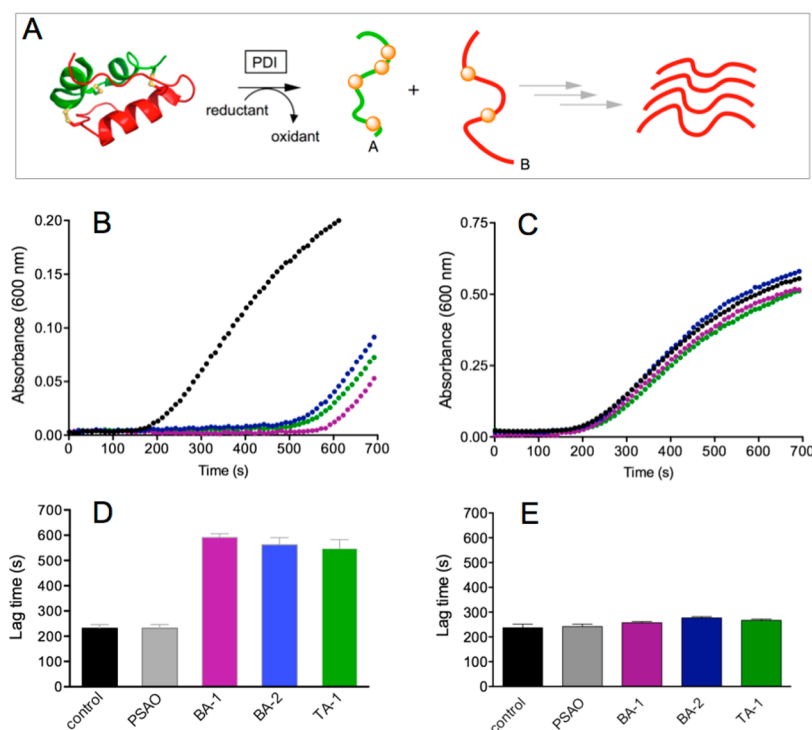 A
PDI
reductant
oxidant
A
+
B
B
Absorbance (600 nm)
0.20
0.15
0.10
0.05
0.00
0 100 200 300 400 500 600 700
Time (s)
C
Absorbance (600 nm)
0.75
0.50
0.25
0.00
0 100 200 300 400 500 600 700
Time (s)
D
Lag time (s)
700
600
500
400
300
200
100
0
control PSAO BA-1 BA-2 TA-1
E
Lag time (s)
700
600
500
400
300
200
100
0
control PSAO BA-1 BA-2 TA-1